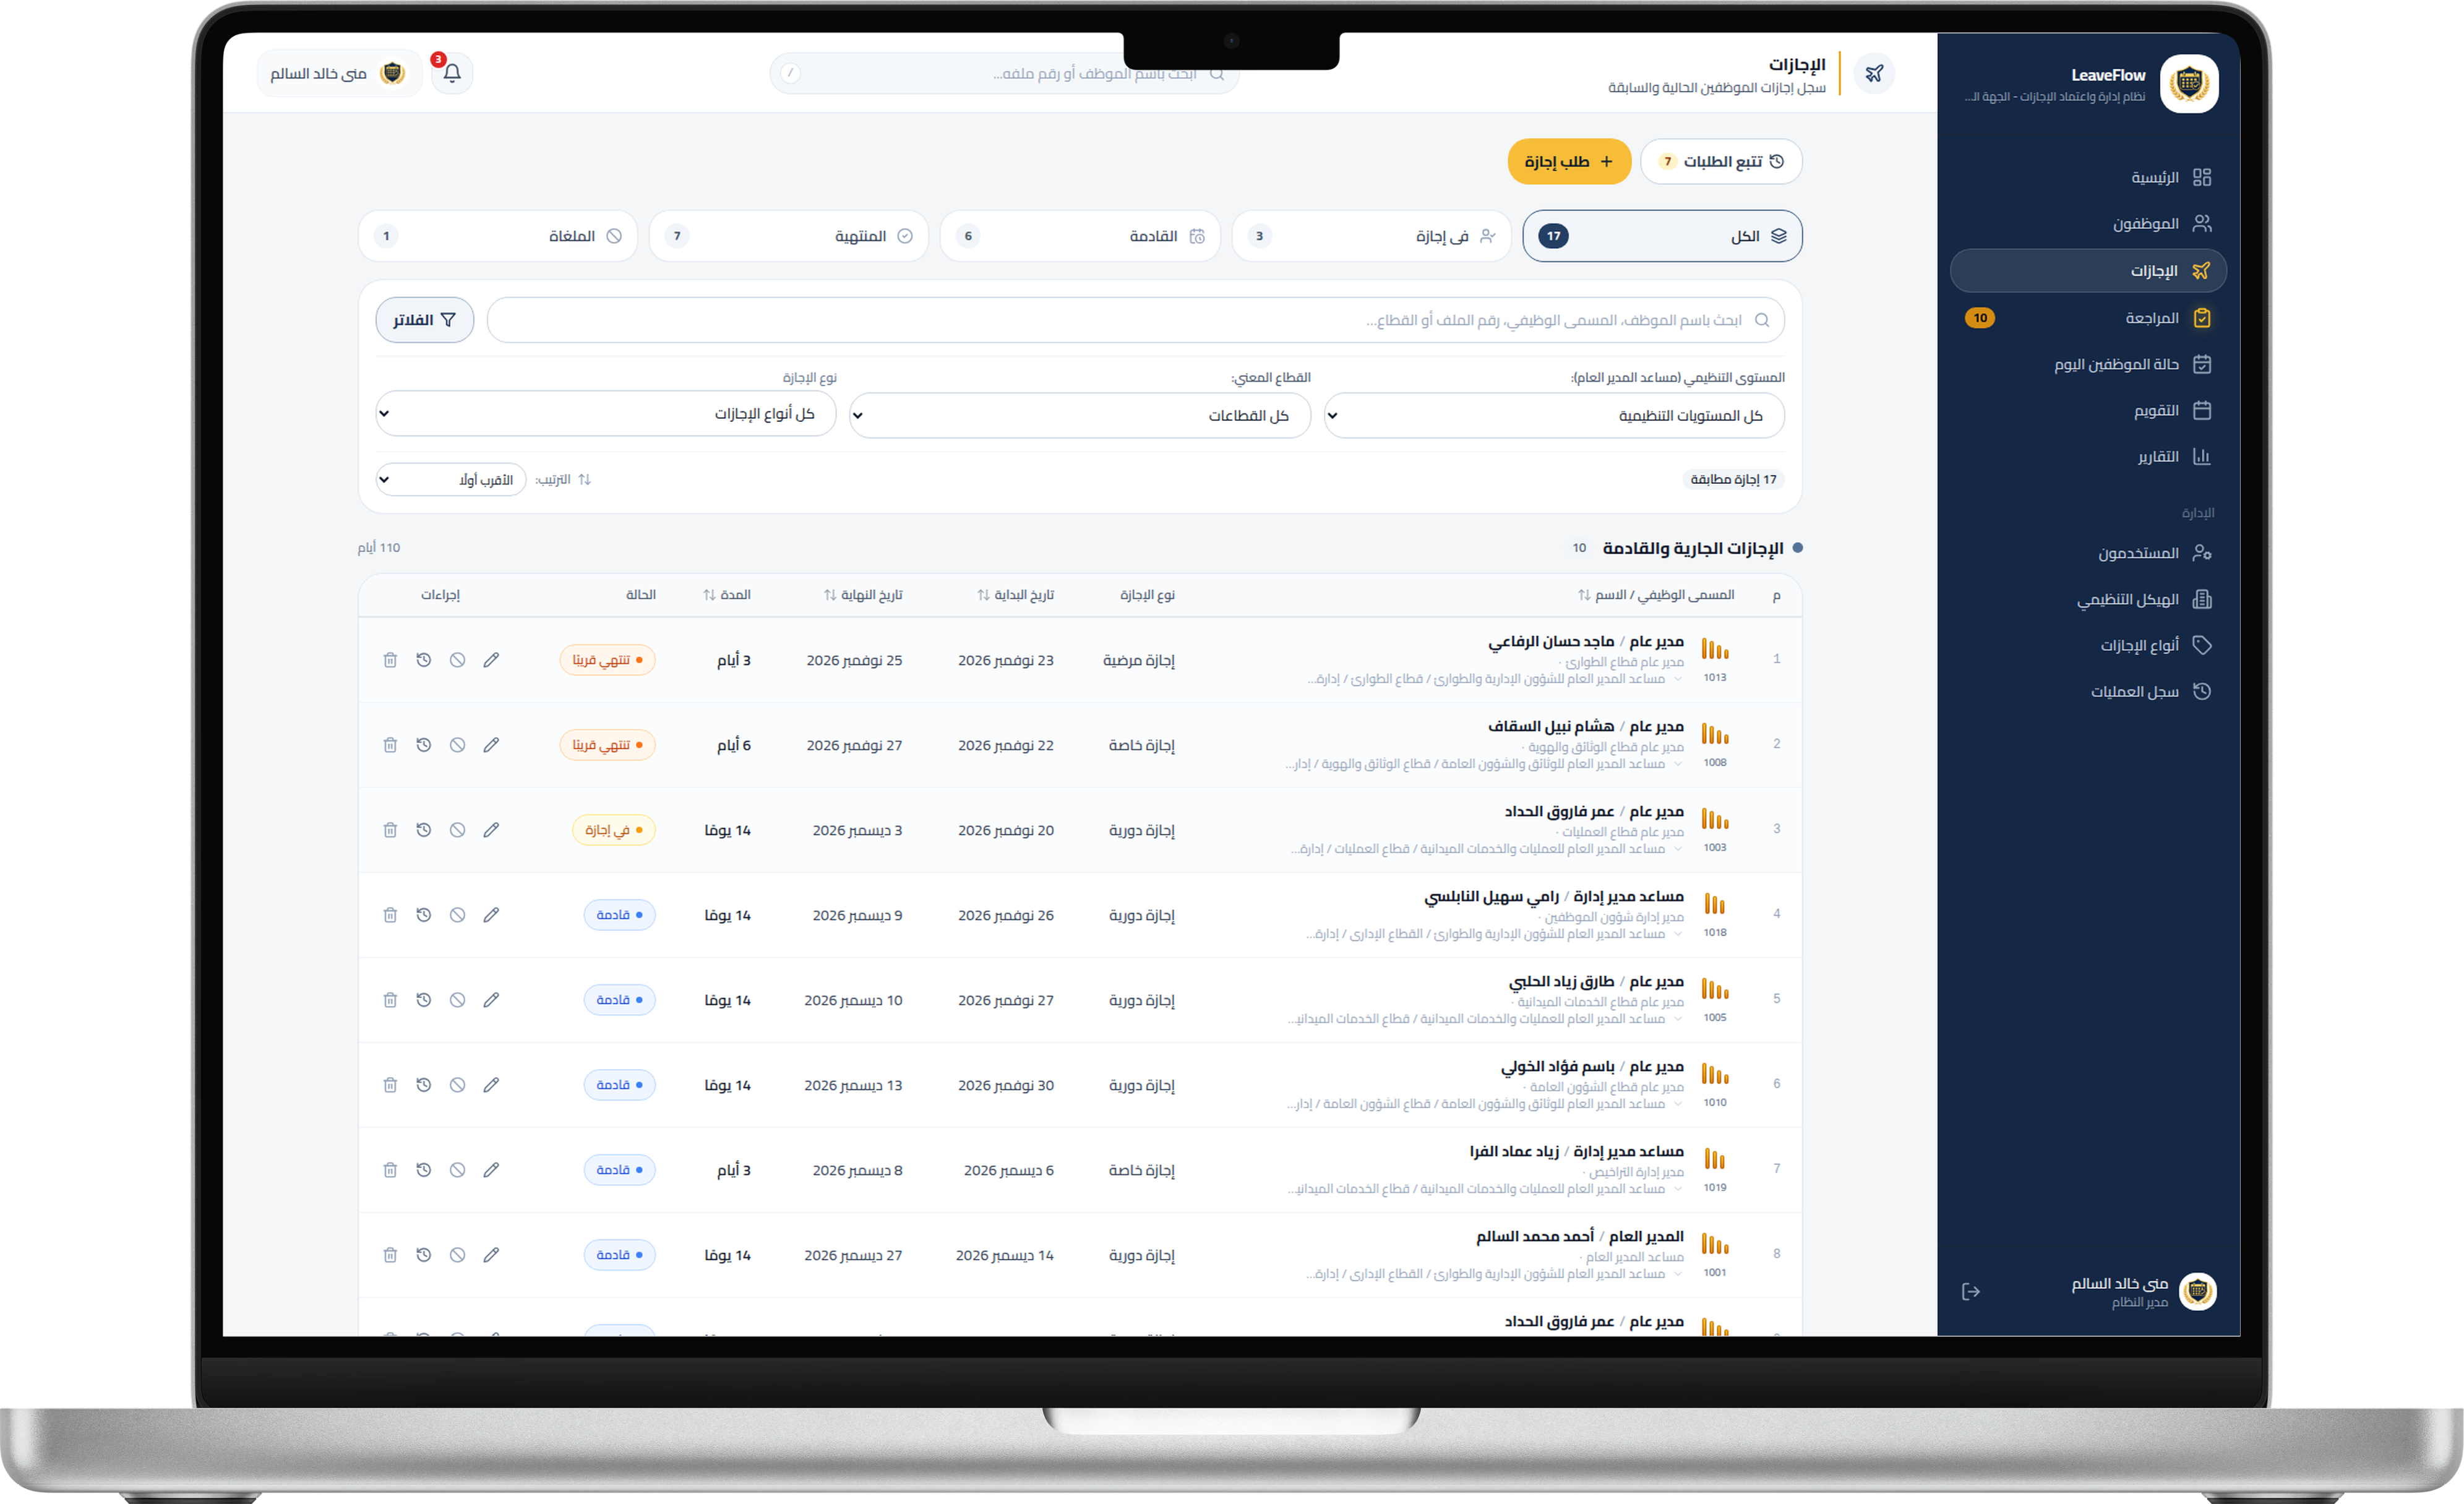 LeaveFlow
نظام إدارة واعتماد الإجازات - الجهة الـ...
الرئيسية
الموظفون
الإجازات
المراجعة 10
حالة الموظفين اليوم
التقويم
التقارير
الإدارة
المستخدمون
الهيكل التنظيمي
أنواع الإجازات
سجل العمليات
منى خالد السالم
مدير النظام
الإجازات
سجل إجازات الموظفين الحالية والسابقة
ابحث باسم الموظف أو رقم ملفه... /
3
منى خالد السالم
تتبع الطلبات 7
+ طلب إجازة
الكل 17
في إجازة 3
القادمة 6
المنتهية 7
الملغاة 1
ابحث باسم الموظف، المسمى الوظيفي، رقم الملف أو القطاع...
الفلاتر
المستوى التنظيمي (مساعد المدير العام): القطاع المعني: نوع الإجازة
كل المستويات التنظيمية كل القطاعات كل أنواع الإجازات
17 إجازة مطابقة الترتيب: الأقرب أولًا
الإجازات الجارية والقادمة 10 110 أيام
م المسمى الوظيفي / الاسم نوع الإجازة تاريخ البداية تاريخ النهاية المدة الحالة إجراءات
1 1013 مدير عام / ماجد حسان الرفاعي إجازة مرضية 23 نوفمبر 2026 25 نوفمبر 2026 3 أيام تنتهي قريبًا
مدير عام قطاع الطوارئ ·
مساعد المدير العام للشؤون الإدارية والطوارئ / قطاع الطوارئ / إدارة...
2 1008 مدير عام / هشام نبيل السقاف إجازة خاصة 22 نوفمبر 2026 27 نوفمبر 2026 6 أيام تنتهي قريبًا
مدير عام قطاع الوثائق والهوية ·
مساعد المدير العام للوثائق والشؤون العامة / قطاع الوثائق والهوية / إدار...
3 1003 مدير عام / عمر فاروق الحداد إجازة دورية 20 نوفمبر 2026 3 ديسمبر 2026 14 يومًا في إجازة
مدير عام قطاع العمليات ·
مساعد المدير العام للعمليات والخدمات الميدانية / قطاع العمليات / إدارة...
4 1018 مساعد مدير إدارة / رامي سهيل النابلسي إجازة دورية 26 نوفمبر 2026 9 ديسمبر 2026 14 يومًا قادمة
مدير إدارة شؤون الموظفين ·
مساعد المدير العام للشؤون الإدارية والطوارئ / القطاع الإداري / إدارة...
5 1005 مدير عام / طارق زياد الحلبي إجازة دورية 27 نوفمبر 2026 10 ديسمبر 2026 14 يومًا قادمة
مدير عام قطاع الخدمات الميدانية ·
مساعد المدير العام للعمليات والخدمات الميدانية / قطاع الخدمات الميداني...
6 1010 مدير عام / باسم فؤاد الخولي إجازة دورية 30 نوفمبر 2026 13 ديسمبر 2026 14 يومًا قادمة
مدير عام قطاع الشؤون العامة ·
مساعد المدير العام للوثائق والشؤون العامة / قطاع الشؤون العامة / إدار...
7 1019 مساعد مدير إدارة / زياد عماد الفرا إجازة خاصة 6 ديسمبر 2026 8 ديسمبر 2026 3 أيام قادمة
مدير إدارة التراخيص ·
مساعد المدير العام للعمليات والخدمات الميدانية / قطاع الخدمات الميداني...
8 1001 المدير العام / أحمد محمد السالم إجازة دورية 14 ديسمبر 2026 27 ديسمبر 2026 14 يومًا قادمة
مساعد المدير العام ·
مساعد المدير العام للشؤون الإدارية والطوارئ / القطاع الإداري / إدارة...
مدير عام / عمر فاروق الحداد